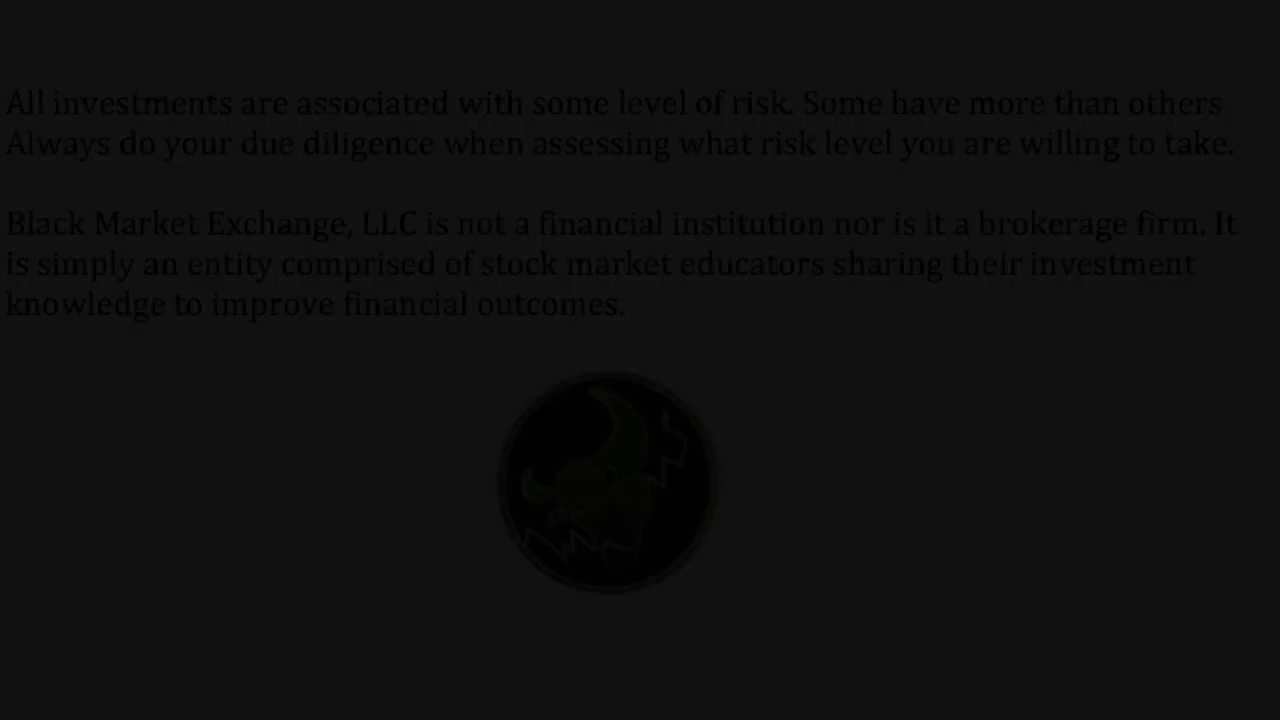 All investments are associated with some level of risk. Some have more than others
Always do your due diligence when assessing what risk level you are willing to take.
Black Market Exchange, LLC is not a financial institution nor is it a brokerage firm. It
is simply an entity comprised of stock market educators sharing their investment
knowledge to improve financial outcomes.